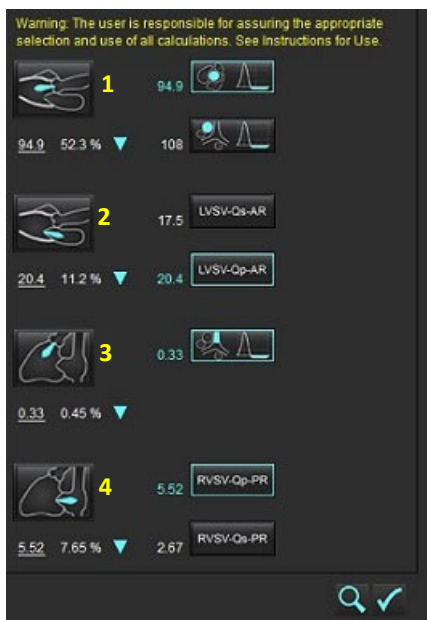 Warning: The user is responsible for assuring the appropriate
selection and use of all calculations. See Instructions for Use.
1
94.9
94.9 52.3 % 108
2
17.5 LVSV-Qs-AR
20.4 11.2 % 20.4 LVSV-Qp-AR
3
0.33
0.33 0.45 %
4
5.52 RVSV-Qp-PR
5.52 7.65 % 2.67 RVSV-Qs-PR